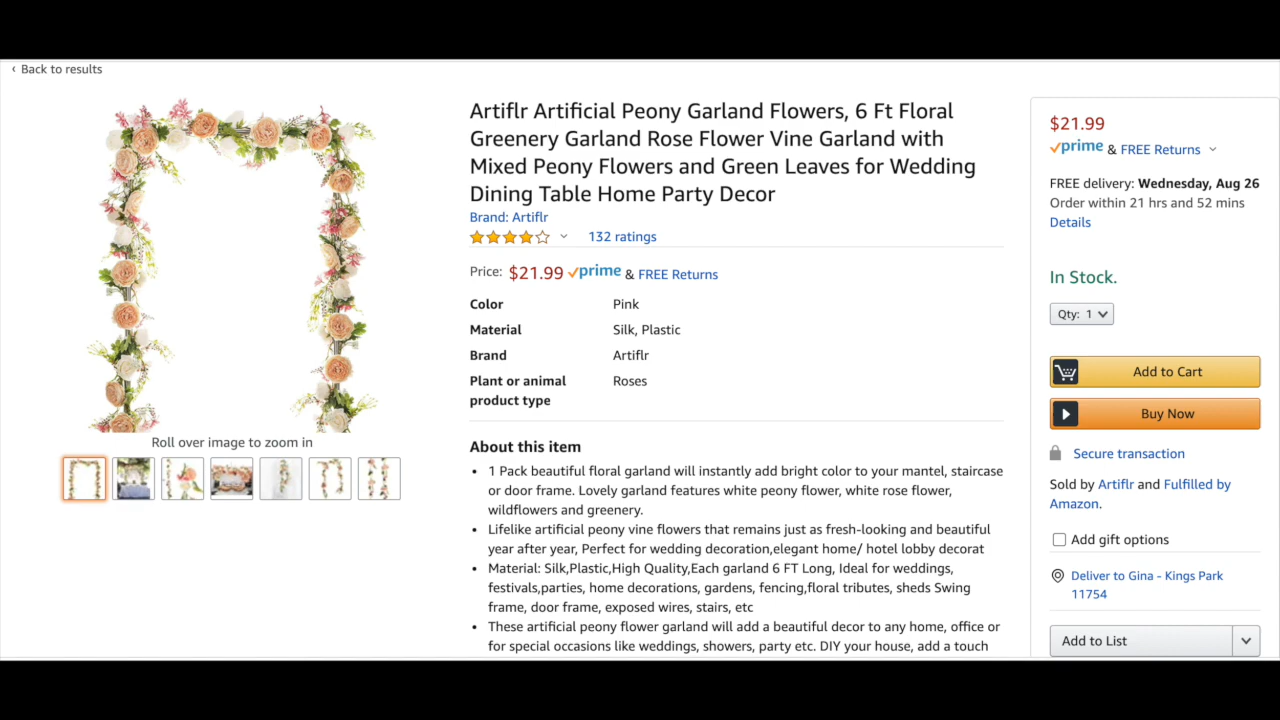 ‹ Back to results
Artiflr Artificial Peony Garland Flowers, 6 Ft Floral
Greenery Garland Rose Flower Vine Garland with
Mixed Peony Flowers and Green Leaves for Wedding
Dining Table Home Party Decor
Brand: Artiflr
132 ratings
Price: $21.99 prime & FREE Returns
Color Pink
Material Silk, Plastic
Brand Artiflr
Plant or animal Roses
product type
About this item
• 1 Pack beautiful floral garland will instantly add bright color to your mantel, staircase
or door frame. Lovely garland features white peony flower, white rose flower,
wildflowers and greenery.
• Lifelike artificial peony vine flowers that remains just as fresh-looking and beautiful
year after year, Perfect for wedding decoration,elegant home/ hotel lobby decorat
• Material: Silk,Plastic,High Quality,Each garland 6 FT Long, Ideal for weddings,
festivals,parties, home decorations, gardens, fencing,floral tributes, sheds Swing
frame, door frame, exposed wires, stairs, etc
• These artificial peony flower garland will add a beautiful decor to any home, office or
for special occasions like weddings, showers, party etc. DIY your house, add a touch
Roll over image to zoom in
$21.99
prime & FREE Returns
FREE delivery: Wednesday, Aug 26
Order within 21 hrs and 52 mins
Details
In Stock.
Qty: 1
Add to Cart
Buy Now
Secure transaction
Sold by Artiflr and Fulfilled by
Amazon.
Add gift options
Deliver to Gina - Kings Park
11754
Add to List